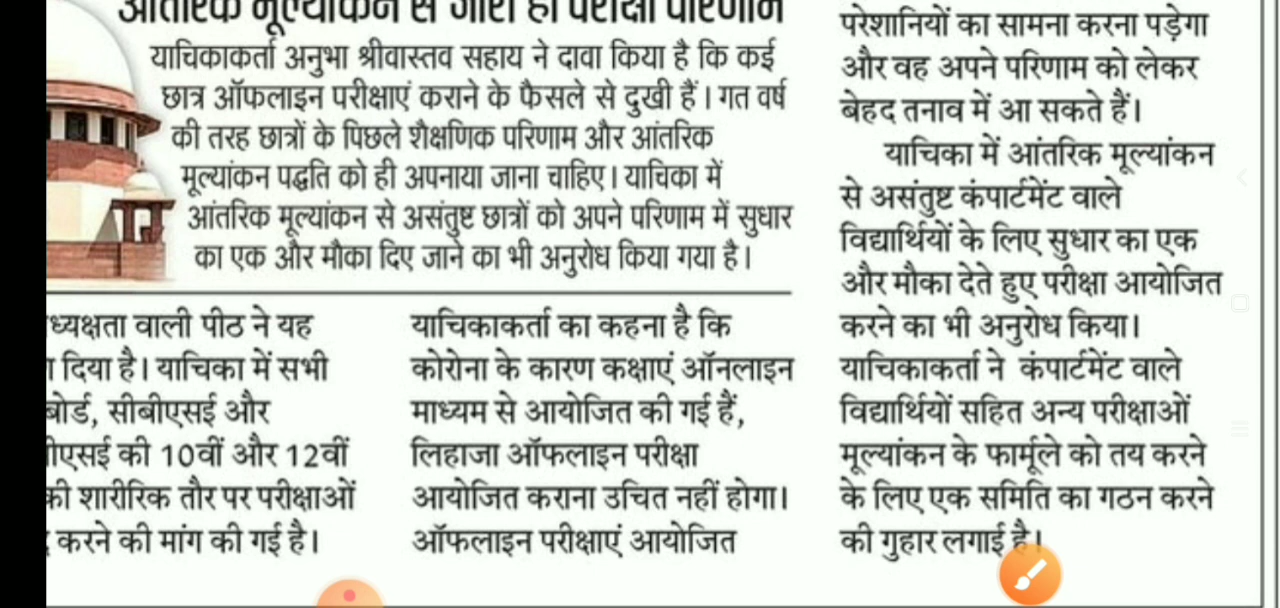 आंतरिक मूल्यांकन से जारी हो परीक्षा परिणाम
याचिकाकर्ता अनुभा श्रीवास्तव सहाय ने दावा किया है कि कई
छात्र ऑफलाइन परीक्षाएं कराने के फैसले से दुखी हैं। गत वर्ष
की तरह छात्रों के पिछले शैक्षणिक परिणाम और आंतरिक
मूल्यांकन पद्धति को ही अपनाया जाना चाहिए। याचिका में
आंतरिक मूल्यांकन से असंतुष्ट छात्रों को अपने परिणाम में सुधार
का एक और मौका दिए जाने का भी अनुरोध किया गया है।
ध्यक्षता वाली पीठ ने यह
दिया है। याचिका में सभी
बोर्ड, सीबीएसई और
ीएसई की 10वीं और 12वीं
की शारीरिक तौर पर परीक्षाओं
करने की मांग की गई है।
याचिकाकर्ता का कहना है कि
कोरोना के कारण कक्षाएं ऑनलाइन
माध्यम से आयोजित की गई हैं,
लिहाजा ऑफलाइन परीक्षा
आयोजित कराना उचित नहीं होगा।
ऑफलाइन परीक्षाएं आयोजित
परेशानियों का सामना करना पड़ेगा
और वह अपने परिणाम को लेकर
बेहद तनाव में आ सकते हैं।
याचिका में आंतरिक मूल्यांकन
से असंतुष्ट कंपार्टमेंट वाले
विद्यार्थियों के लिए सुधार का एक
और मौका देते हुए परीक्षा आयोजित
करने का भी अनुरोध किया।
याचिकाकर्ता ने कंपार्टमेंट वाले
विद्यार्थियों सहित अन्य परीक्षाओं
मूल्यांकन के फार्मूले को तय करने
के लिए एक समिति का गठन करने
की गुहार लगाई है।